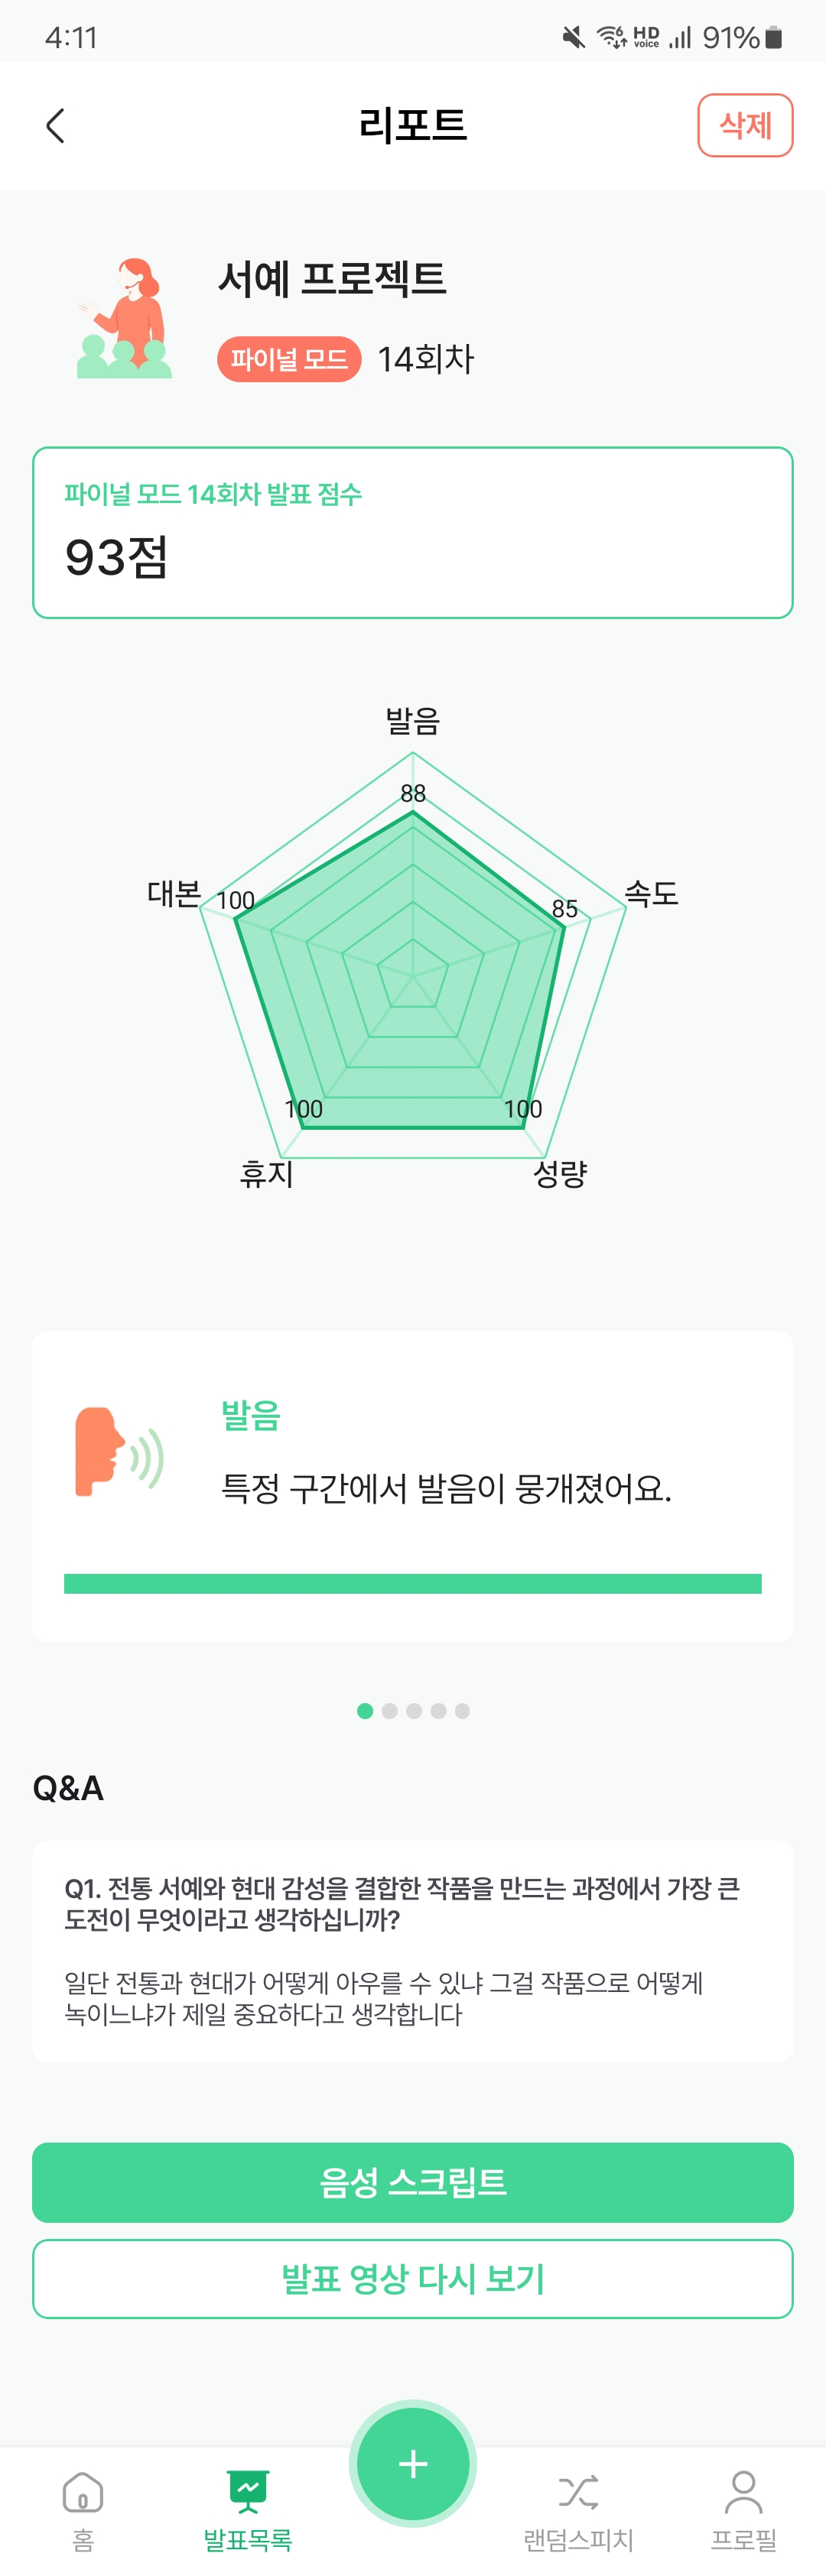 4:11
6 HD voice 91%
리포트
삭제
서예 프로젝트
파이널 모드 14회차
파이널 모드 14회차 발표 점수
93점
발음
88
대본 100
85 속도
100
100
휴지
성량
발음
특정 구간에서 발음이 뭉개졌어요.
Q&A
Q1. 전통 서예와 현대 감성을 결합한 작품을 만드는 과정에서 가장 큰
도전이 무엇이라고 생각하십니까?
일단 전통과 현대가 어떻게 아우를 수 있냐 그걸 작품으로 어떻게
녹이느냐가 제일 중요하다고 생각합니다
음성 스크립트
발표 영상 다시 보기
+
홈
발표목록
랜덤스피치
프로필